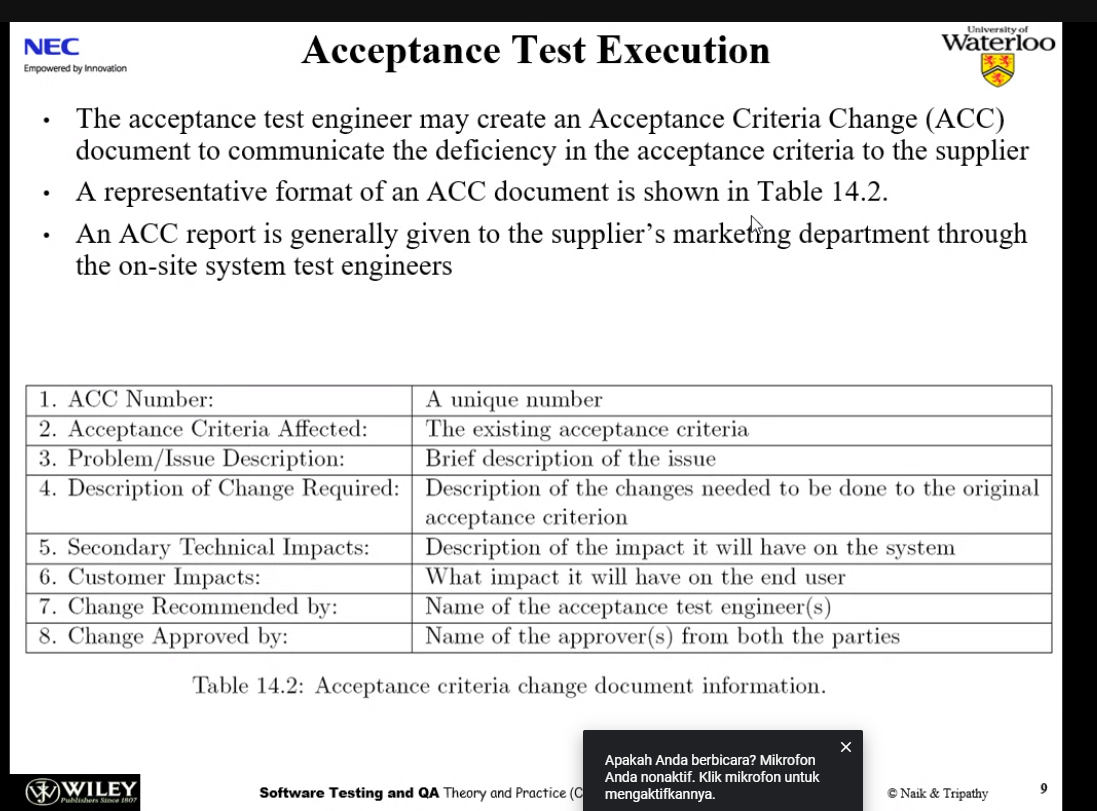 NEC
Empowered by Innovation
Acceptance Test Execution
University of
Waterloo
• The acceptance test engineer may create an Acceptance Criteria Change (ACC)
document to communicate the deficiency in the acceptance criteria to the supplier
• A representative format of an ACC document is shown in Table 14.2.
• An ACC report is generally given to the supplier's marketing department through
the on-site system test engineers
1. ACC Number: A unique number
2. Acceptance Criteria Affected: The existing acceptance criteria
3. Problem/Issue Description: Brief description of the issue
4. Description of Change Required: Description of the changes needed to be done to the original
acceptance criterion
5. Secondary Technical Impacts: Description of the impact it will have on the system
6. Customer Impacts: What impact it will have on the end user
7. Change Recommended by: Name of the acceptance test engineer(s)
8. Change Approved by: Name of the approver(s) from both the parties
Table 14.2: Acceptance criteria change document information.
Apakah Anda berbicara? Mikrofon
Anda nonaktif. Klik mikrofon untuk
mengaktifkannya.
WILEY
Publishers Since 1807
Software Testing and QA Theory and Practice (C
© Naik & Tripathy
9